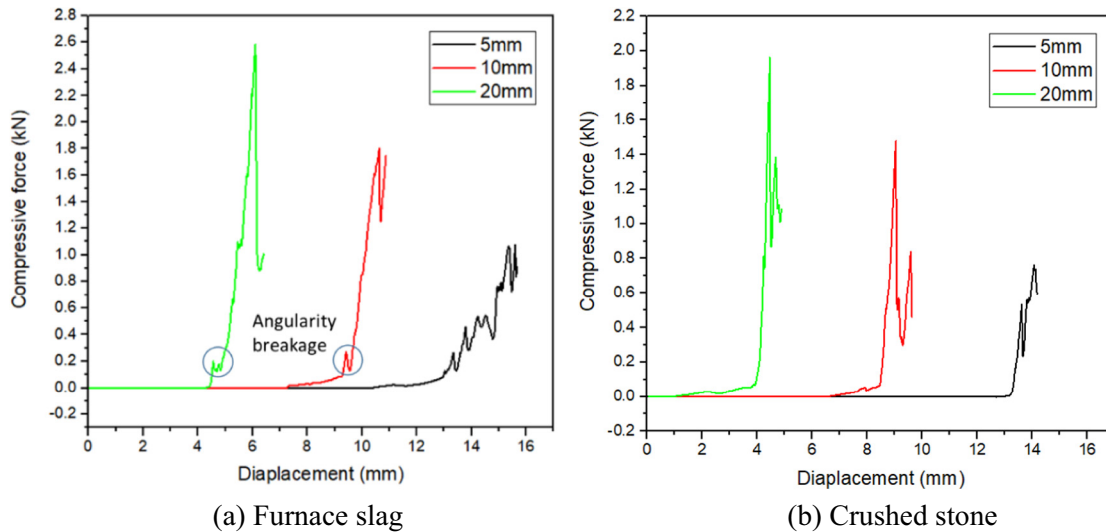 2.8
2.6
2.4
2.2
2.0
1.8
1.6
1.4
1.2
1.0
0.8
0.6
0.4
0.2
0.0
-0.2
Compressive force (kN)
5mm
10mm
20mm
Angularity
breakage
0 2 4 6 8 10 12 14 16
Diaplacement (mm)
(a) Furnace slag
2.2
2.0
1.8
1.6
1.4
1.2
1.0
0.8
0.6
0.4
0.2
0.0
-0.2
Compressive force (kN)
5mm
10mm
20mm
0 2 4 6 8 10 12 14 16
Diaplacement (mm)
(b) Crushed stone